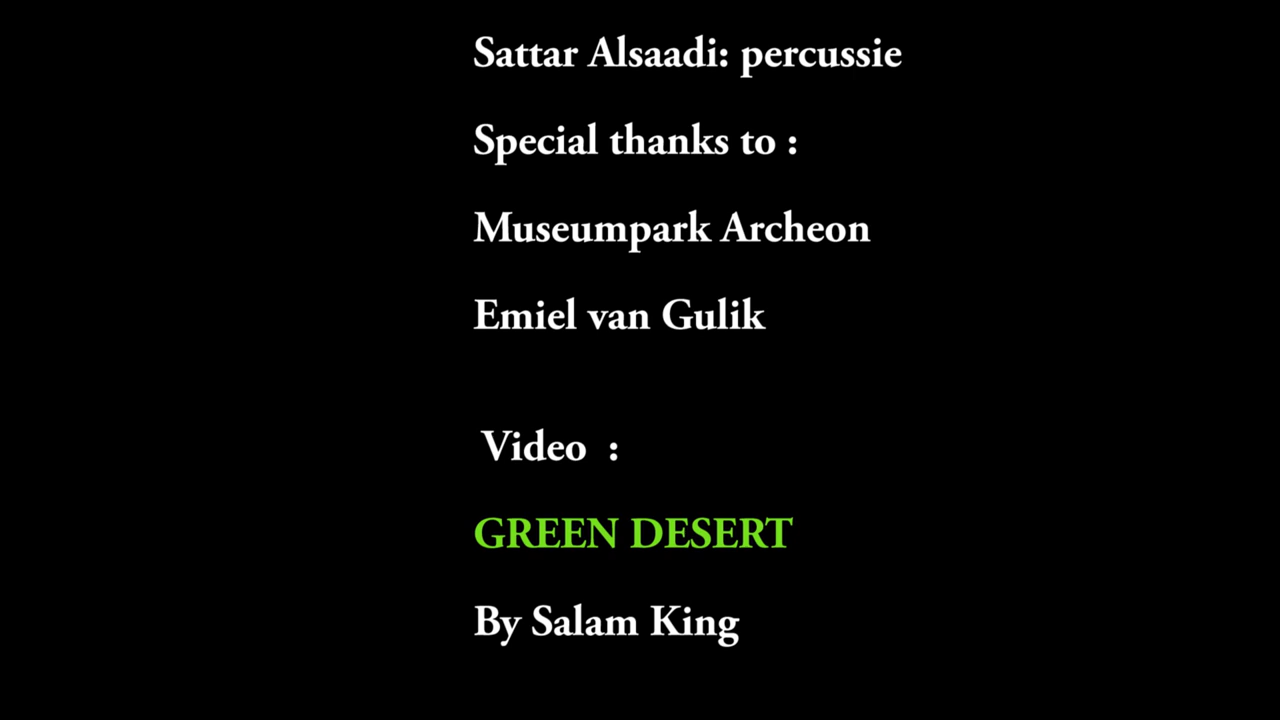 Sattar Alsaadi: percussie
Special thanks to :
Museumpark Archeon
Emiel van Gulik
Video :
GREEN DESERT
By Salam King